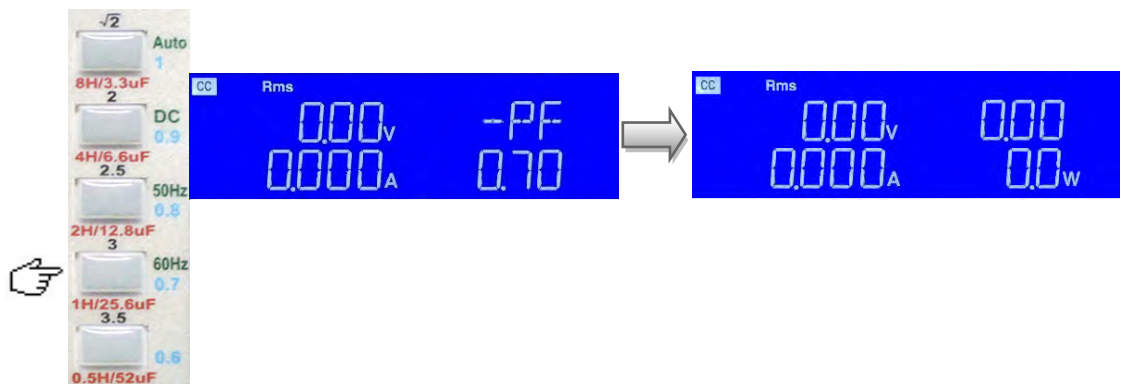 √2
Auto
1
8H/3.3uF
2
DC
0.9
4H/6.6uF
2.5
50Hz
0.8
2H/12.8uF
3
60Hz
0.7
1H/25.6uF
3.5
0.6
0.5H/52uF
CC Rms
0.00V -PF
0.000A 0.70
CC Rms
0.00V 0.00
0.000A 0.0W